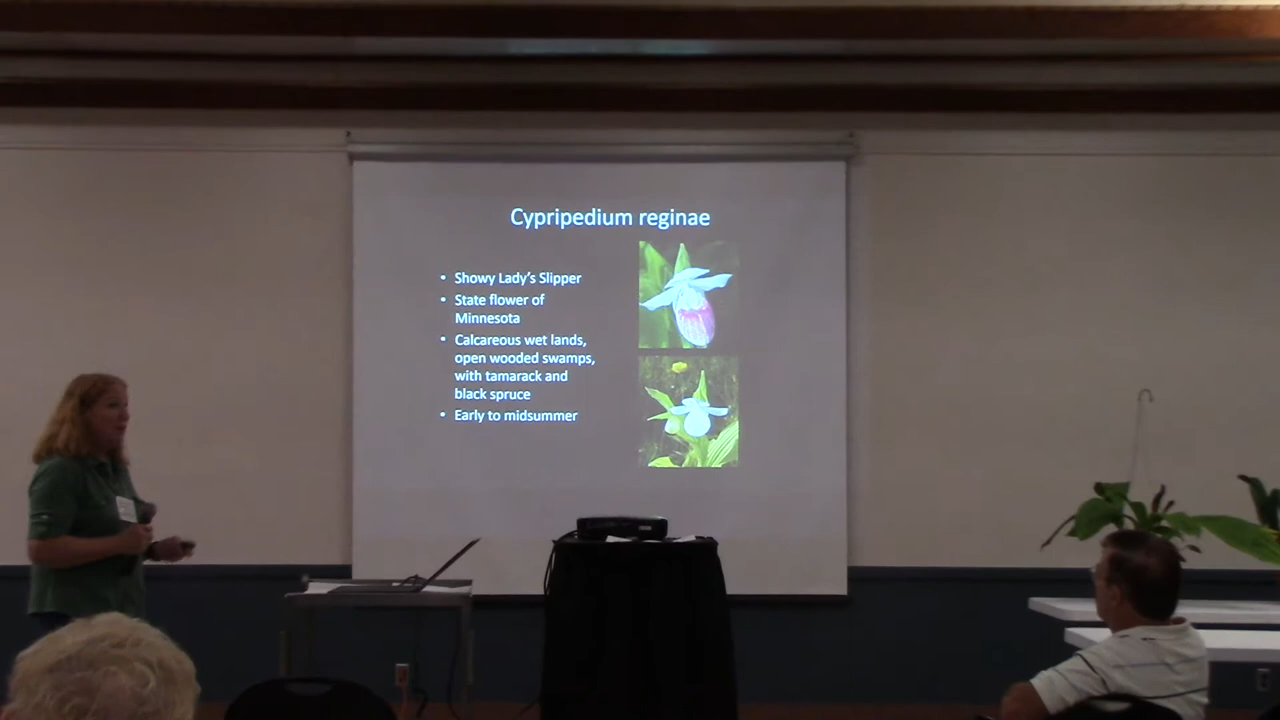 Cypripedium reginae
• Showy Lady's Slipper
• State flower of
Minnesota
• Calcareous wet lands,
open wooded swamps,
with tamarack and
black spruce
• Early to midsummer